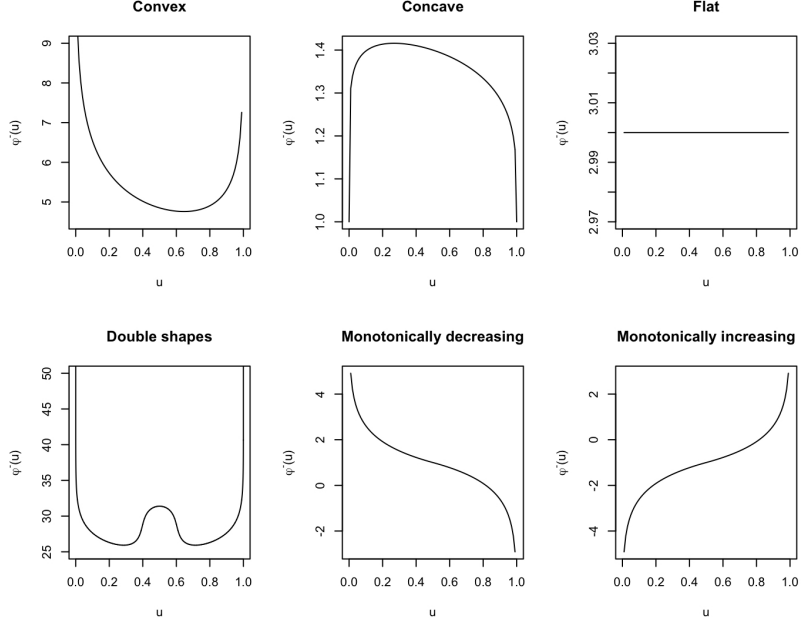 Convex
φ⁻(u)
9
8
7
6
5
0.0 0.2 0.4 0.6 0.8 1.0
u
Concave
φ⁻(u)
1.4
1.3
1.2
1.1
1.0
0.0 0.2 0.4 0.6 0.8 1.0
u
Flat
φ⁻(u)
3.03
3.01
2.99
2.97
0.0 0.2 0.4 0.6 0.8 1.0
u
Double shapes
φ⁻(u)
50
45
40
35
30
25
0.0 0.2 0.4 0.6 0.8 1.0
u
Monotonically decreasing
φ⁻(u)
4
2
0
-2
0.0 0.2 0.4 0.6 0.8 1.0
u
Monotonically increasing
φ⁻(u)
2
0
-2
-4
0.0 0.2 0.4 0.6 0.8 1.0
u